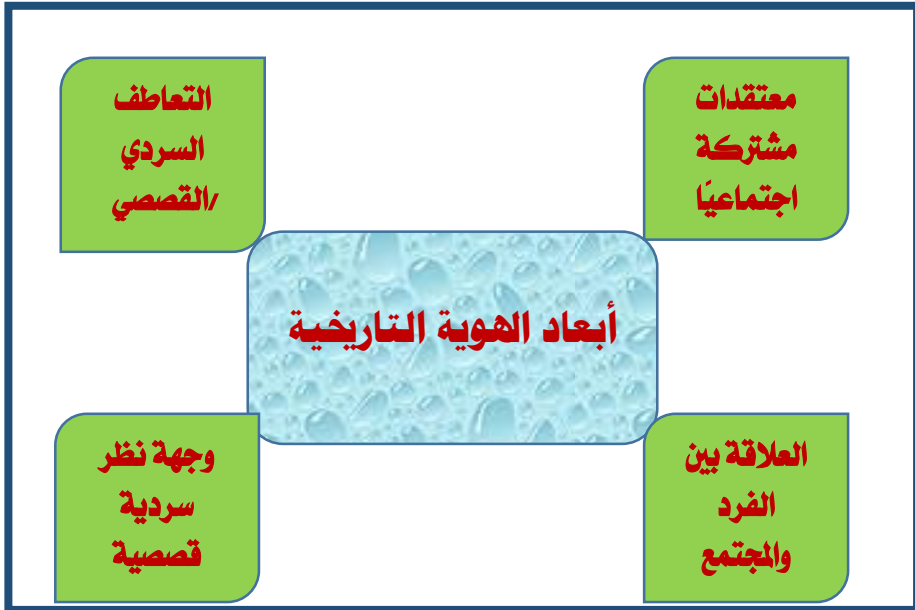 معتقدات
مشتركة
اجتماعيًا
التعاطف
السردي
/القصصي
أبعاد الهوية التاريخية
العلاقة بين
الفرد
والمجتمع
وجهة نظر
سردية
قصصية